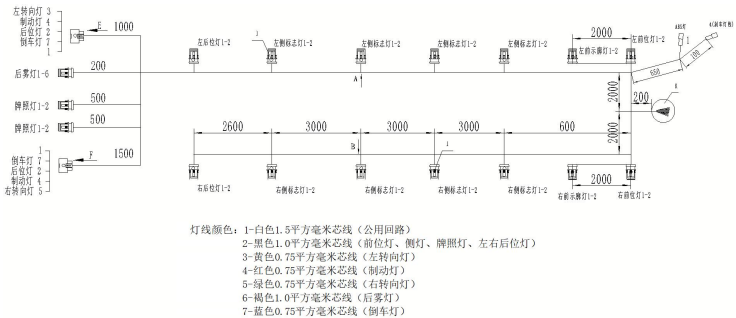 左转向灯 3
制动灯 4
后位灯 2
倒车灯 7
1
E
1000
后雾灯1-6
200
牌照灯1-2
500
牌照灯1-2
500
1
倒车灯 7
后位灯 2
制动灯 4
右转向灯 5
F
1500
左后位灯1-2
左侧标志灯1-2
左侧标志灯1-2
左侧标志灯1-2
左侧标志灯1-2
2000
左前示廓灯1-2
左前位灯1-2
ABS灯
1
650
100
A
2000
200
2000
2600
3000
3000
3000
600
B
1
右后位灯1-2
右侧标志灯1-2
右侧标志灯1-2
右侧标志灯1-2
右侧标志灯1-2
2000
右前示廓灯1-2
右前位灯1-2
灯线颜色：1-白色1.5平方毫米芯线（公用回路）
2-黑色1.0平方毫米芯线（前位灯、侧灯、牌照灯、左右后位灯）
3-黄色0.75平方毫米芯线（左转向灯）
4-红色0.75平方毫米芯线（制动灯）
5-绿色0.75平方毫米芯线（右转向灯）
6-褐色1.0平方毫米芯线（后雾灯）
7-蓝色0.75平方毫米芯线（倒车灯）